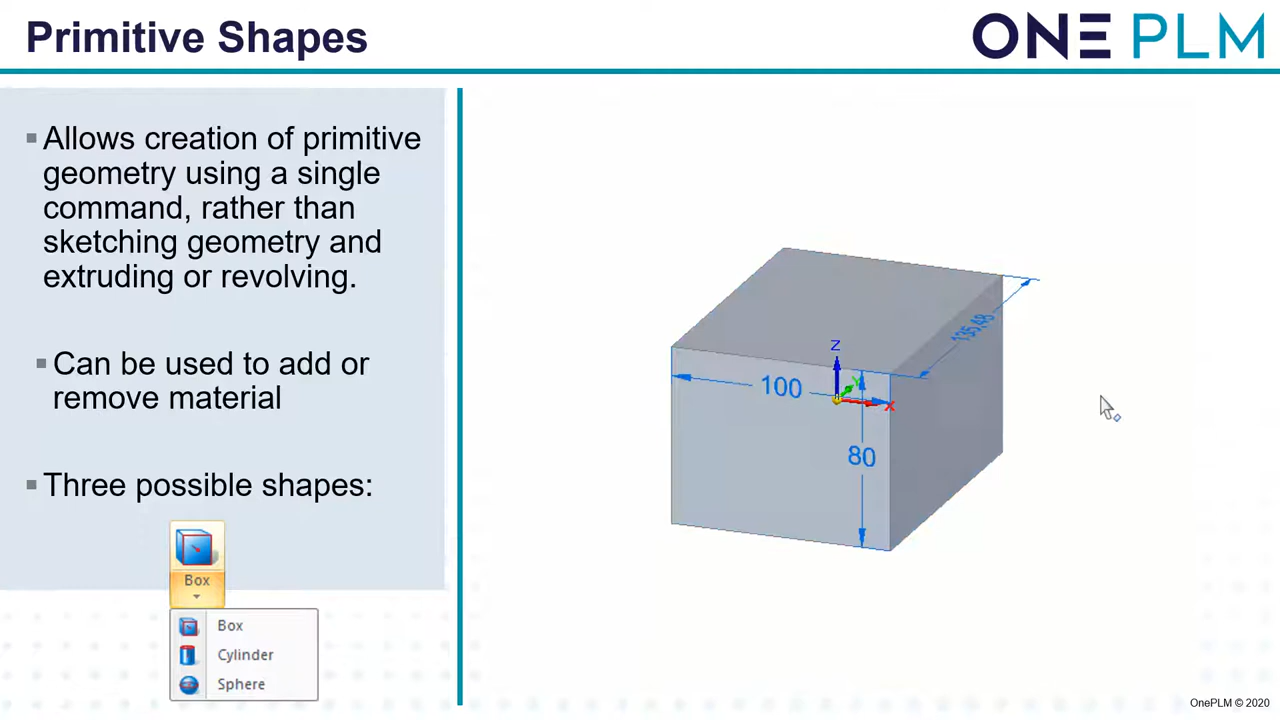 Primitive Shapes
ONE PLM
▪ Allows creation of primitive
geometry using a single
command, rather than
sketching geometry and
extruding or revolving.
▪ Can be used to add or
remove material
▪ Three possible shapes:
Box
Box
Cylinder
Sphere
135,48
Z
Y
100
X
80
OnePLM © 2020